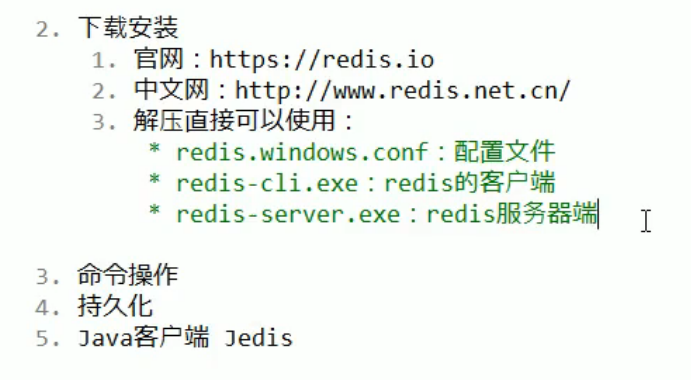 2. 下载安装
1. 官网：https://redis.io
2. 中文网：http://www.redis.net.cn/
3. 解压直接可以使用：
* redis.windows.conf：配置文件
* redis-cli.exe：redis的客户端
* redis-server.exe：redis服务器端
3. 命令操作
4. 持久化
5. Java客户端 Jedis